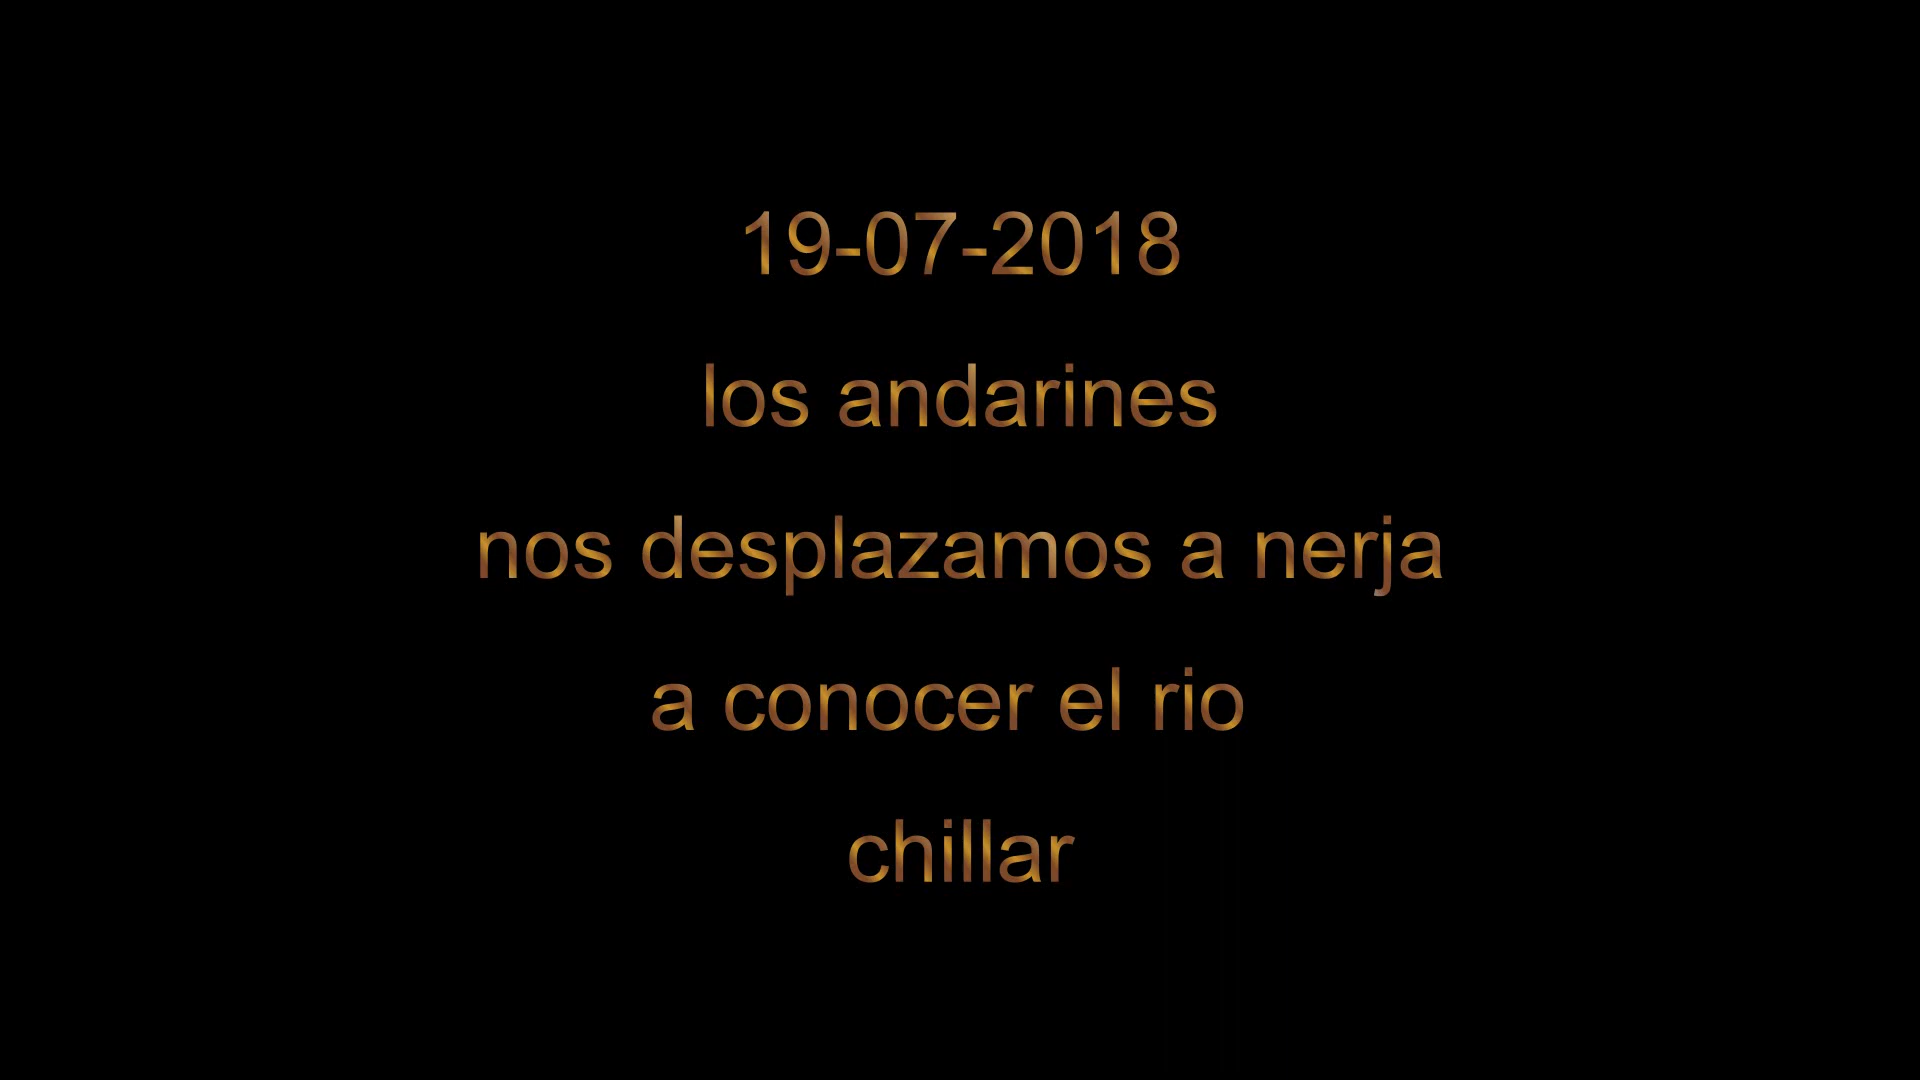 19-07-2018
los andarines
nos desplazamos a nerja
a conocer el rio
chillar